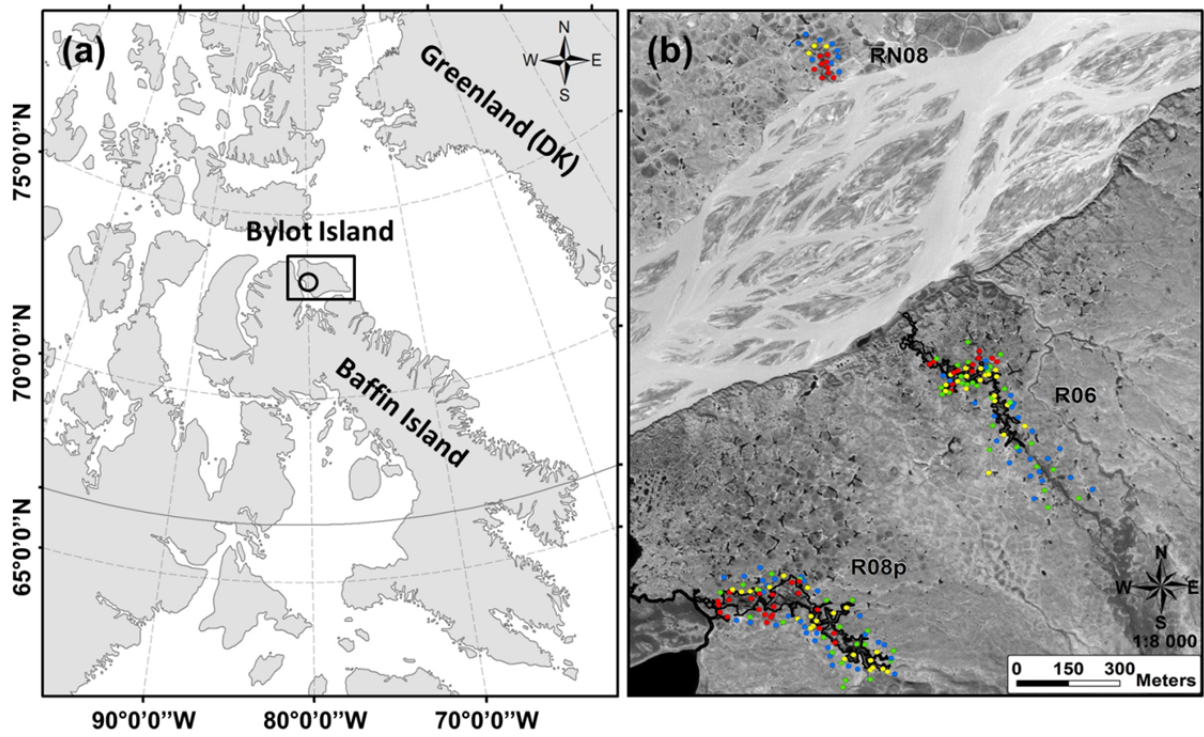 (a)
N
W E
S
Greenland (DK)
Bylot Island
Baffin Island
75°0'0''N
70°0'0''N
65°0'0''N
90°0'0''W
80°0'0''W
70°0'0''W
(b)
RN08
R06
R08p
N
W E
S
1:8 000
0 150 300
Meters